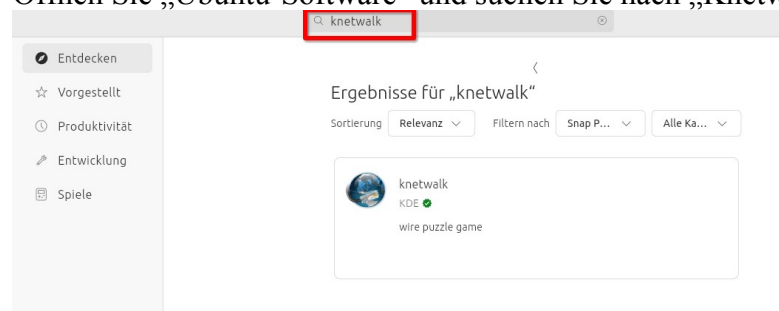 Öffnen Sie „Ubuntu-Software“ und suchen Sie nach „Knetw
knetwalk
Entdecken
Vorgestellt
Produktivität
Entwicklung
Spiele
Ergebnisse für „knetwalk“
Sortierung Relevanz Filtern nach Snap P... Alle Ka...
knetwalk
KDE
wire puzzle game